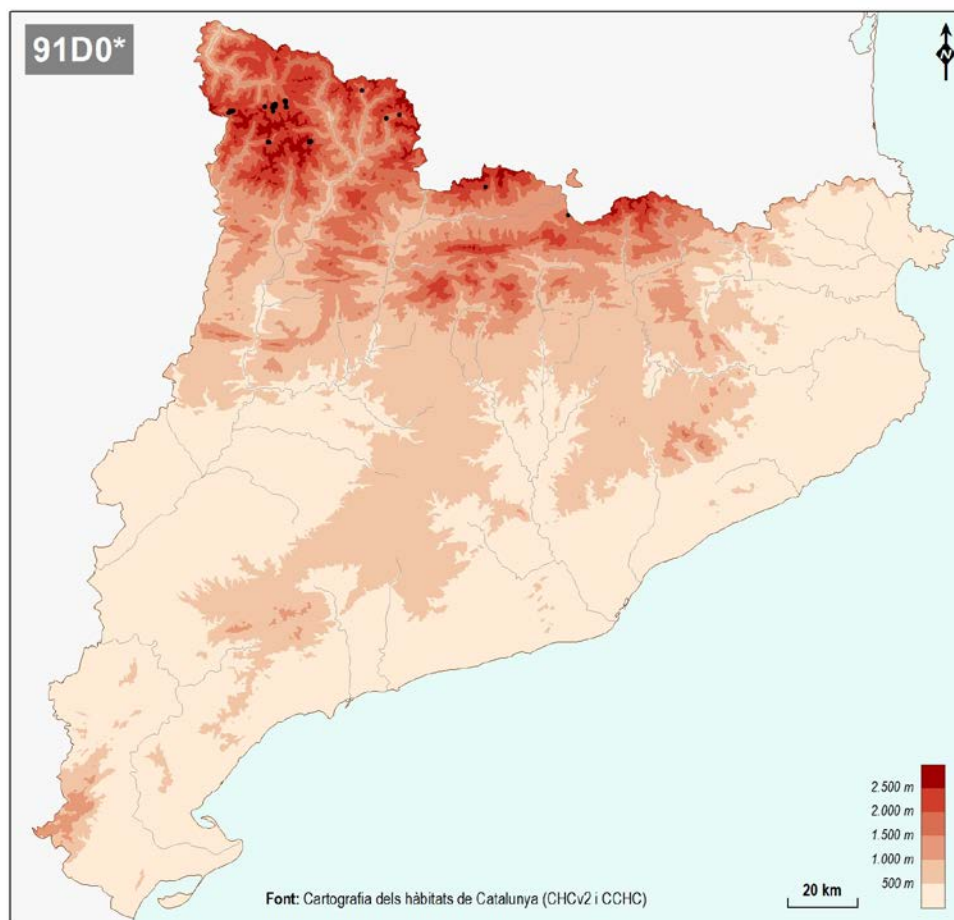 91D0*
N
2.500 m
2.000 m
1.500 m
1.000 m
500 m
Font: Cartografia dels hàbitats de Catalunya (CHCv2 i CCHC)
20 km